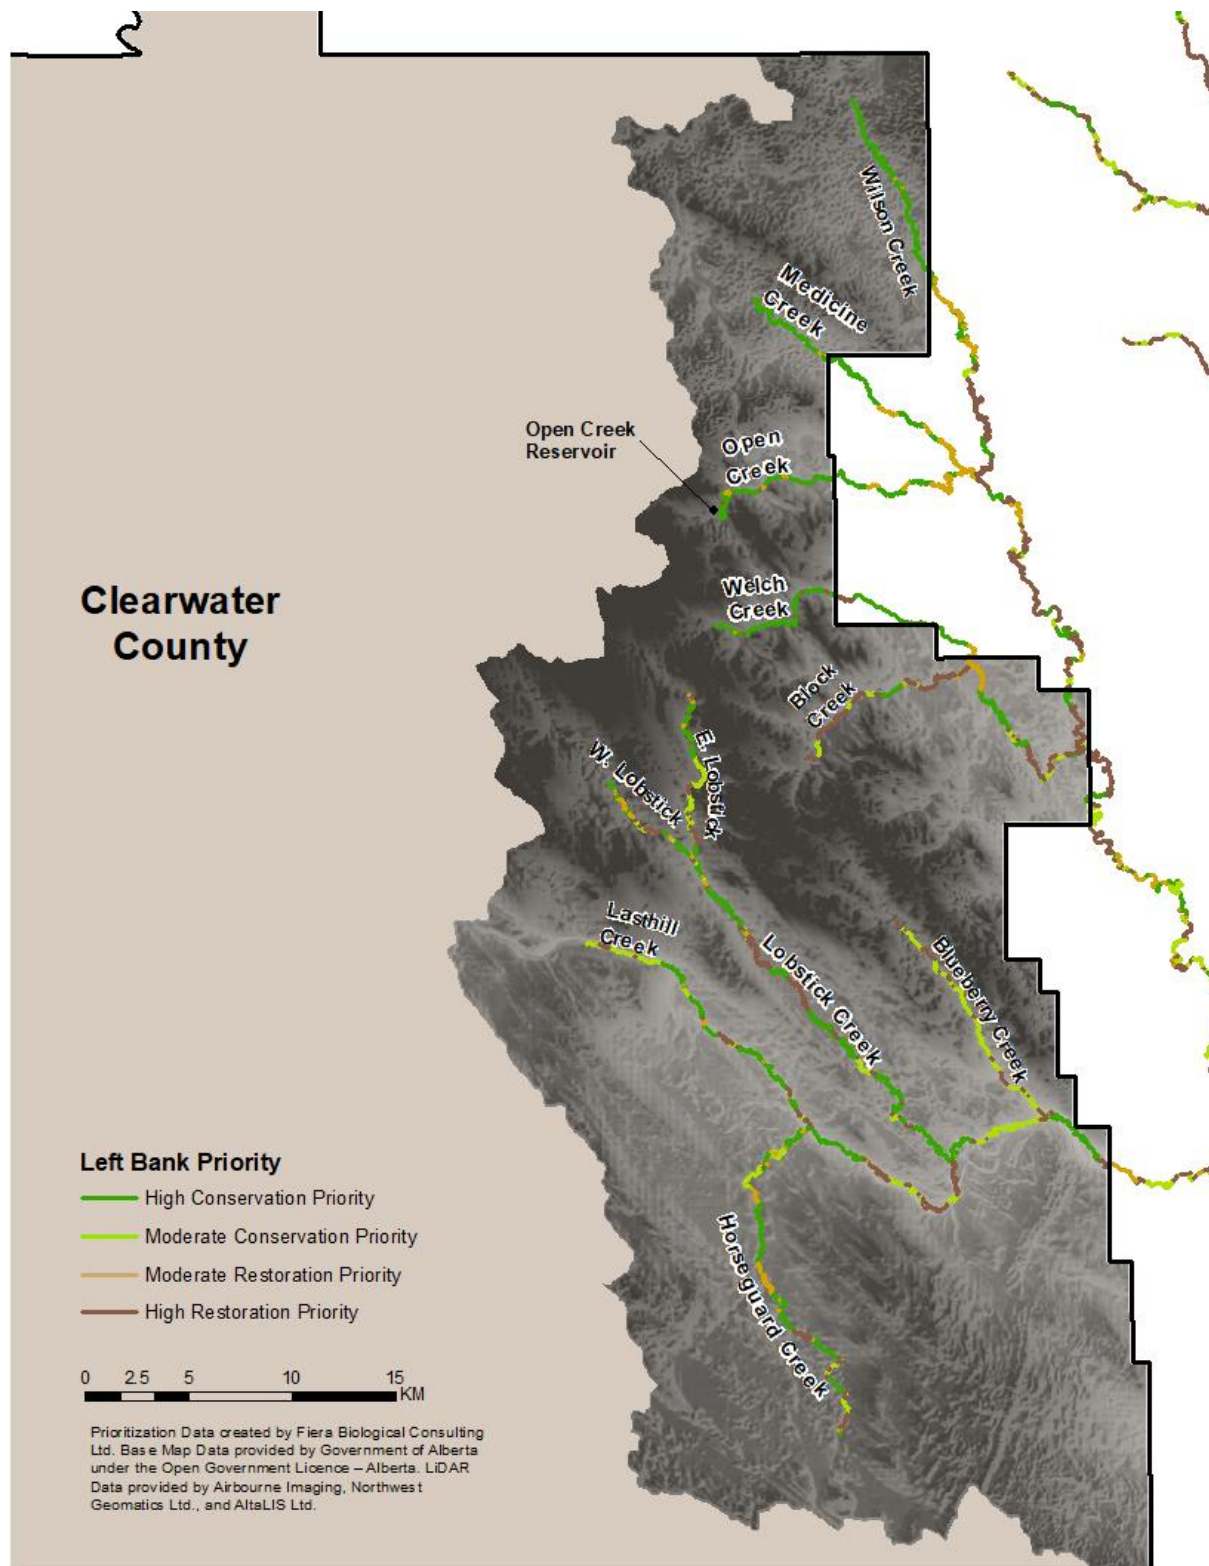 Wilson Creek
Medicine
Creek
Open Creek
Reservoir
Open
Creek
Welch
Creek
Clearwater
County
Block
Creek
E. Lobstick
W. Lobstick
Lasthill
Creek
Lobstick Creek
Blueberry Creek
Horseguard Creek
Left Bank Priority
High Conservation Priority
Moderate Conservation Priority
Moderate Restoration Priority
High Restoration Priority
0 2.5 5 10 15
KM
Prioritization Data created by Fiera Biological Consulting
Ltd. Base Map Data provided by Government of Alberta
under the Open Government Licence – Alberta. LiDAR
Data provided by Airbourne Imaging, Northwest
Geomatics Ltd., and AltaLIS Ltd.